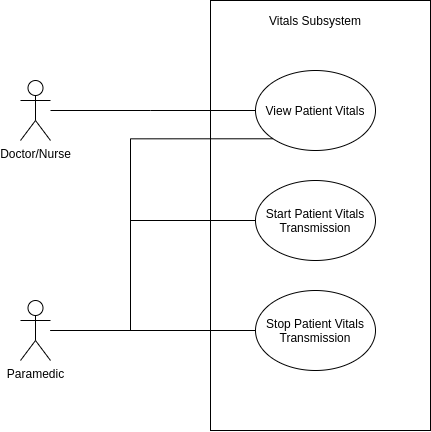 Vitals Subsystem
View Patient Vitals
Doctor/Nurse
Start Patient Vitals
Transmission
Stop Patient Vitals
Transmission
Paramedic